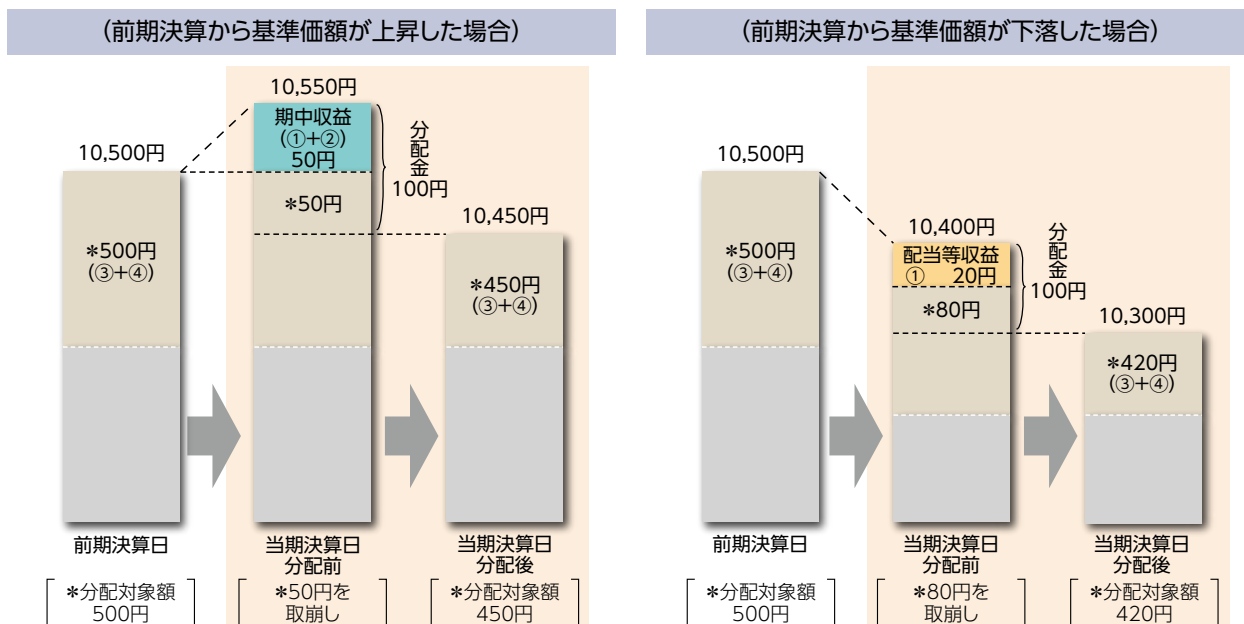 (前期決算から基準価額が上昇した場合)
10,500円
*500円
(③+④)
10,550円
期中収益
(①+②)
50円
*50円
分配金
100円
10,450円
*450円
(③+④)
前期決算日
当期決算日
分配前
当期決算日
分配後
*分配対象額
500円
*50円を
取崩し
*分配対象額
450円
(前期決算から基準価額が下落した場合)
10,500円
*500円
(③+④)
10,400円
配当等収益
① 20円
*80円
分配金
100円
10,300円
*420円
(③+④)
前期決算日
当期決算日
分配前
当期決算日
分配後
*分配対象額
500円
*80円を
取崩し
*分配対象額
420円